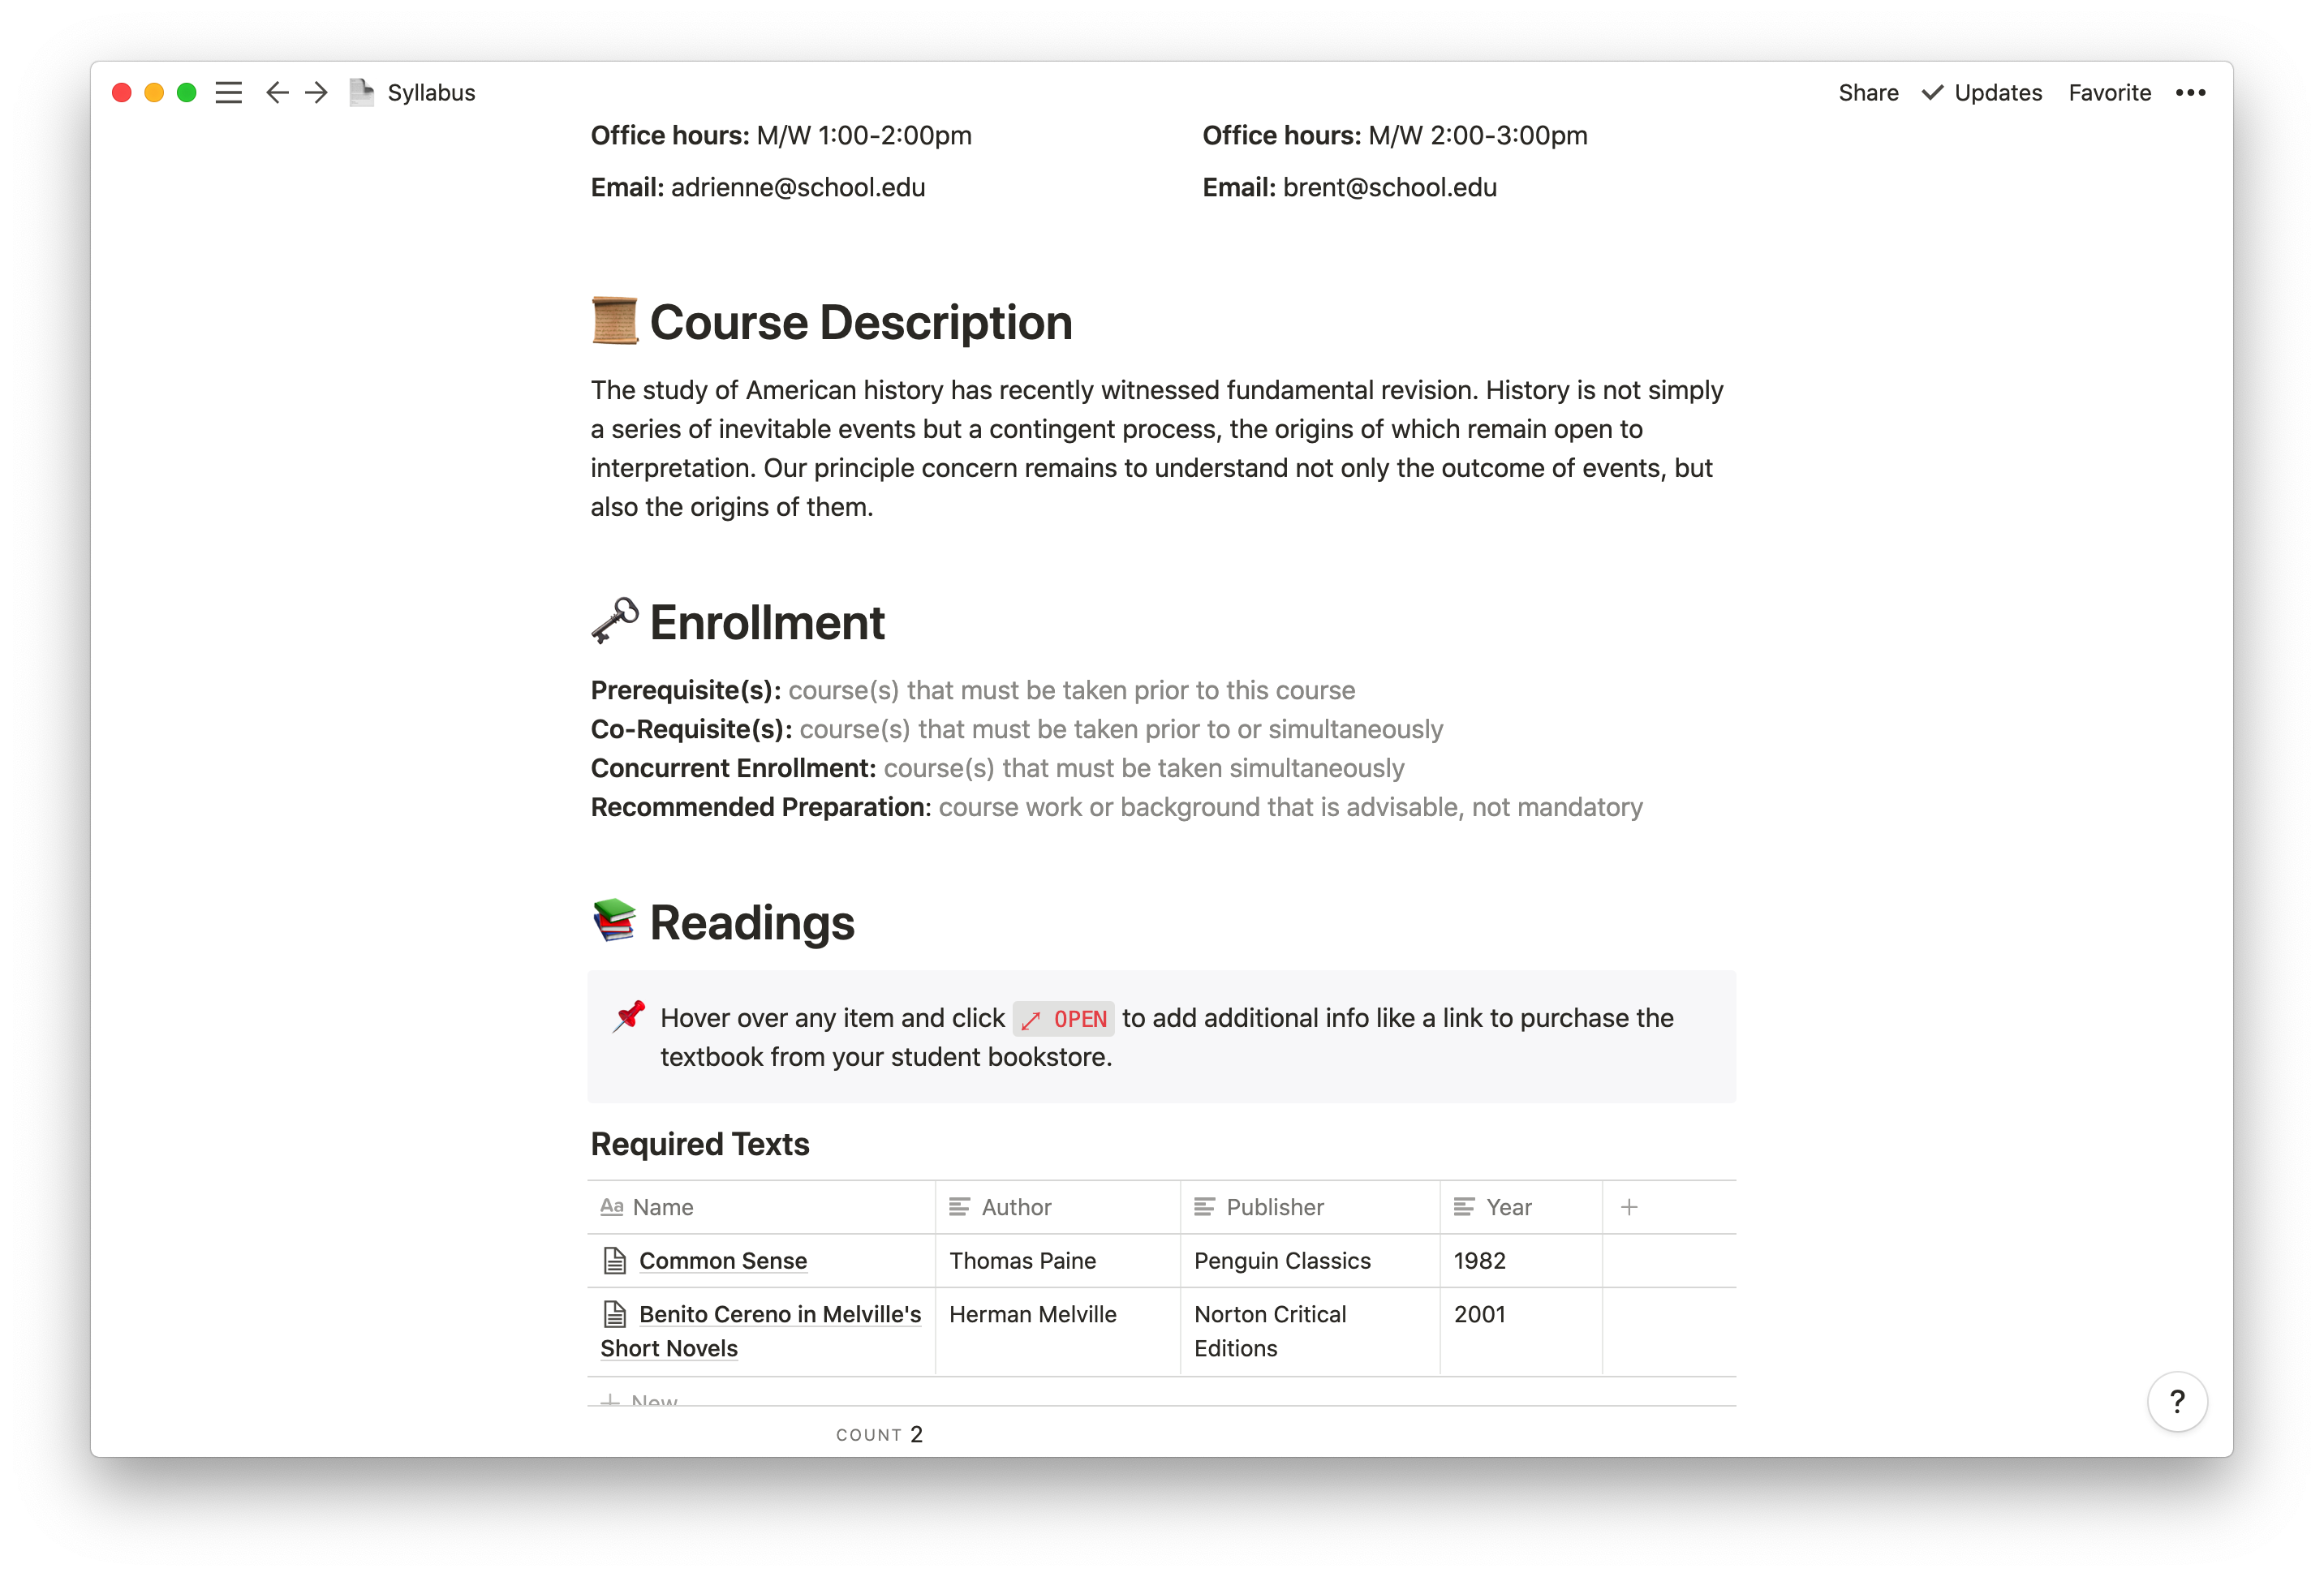 Syllabus
Share Updates Favorite
Office hours: M/W 1:00-2:00pm
Email: adrienne@school.edu
Office hours: M/W 2:00-3:00pm
Email: brent@school.edu
Course Description
The study of American history has recently witnessed fundamental revision. History is not simply
a series of inevitable events but a contingent process, the origins of which remain open to
interpretation. Our principle concern remains to understand not only the outcome of events, but
also the origins of them.
Enrollment
Prerequisite(s): course(s) that must be taken prior to this course
Co-Requisite(s): course(s) that must be taken prior to or simultaneously
Concurrent Enrollment: course(s) that must be taken simultaneously
Recommended Preparation: course work or background that is advisable, not mandatory
Readings
Hover over any item and click ⤢ OPEN to add additional info like a link to purchase the
textbook from your student bookstore.
Required Texts
Aa Name Author Publisher Year +
Common Sense Thomas Paine Penguin Classics 1982
Benito Cereno in Melville's Herman Melville Norton Critical 2001
Short Novels Editions
+ New
COUNT 2
?